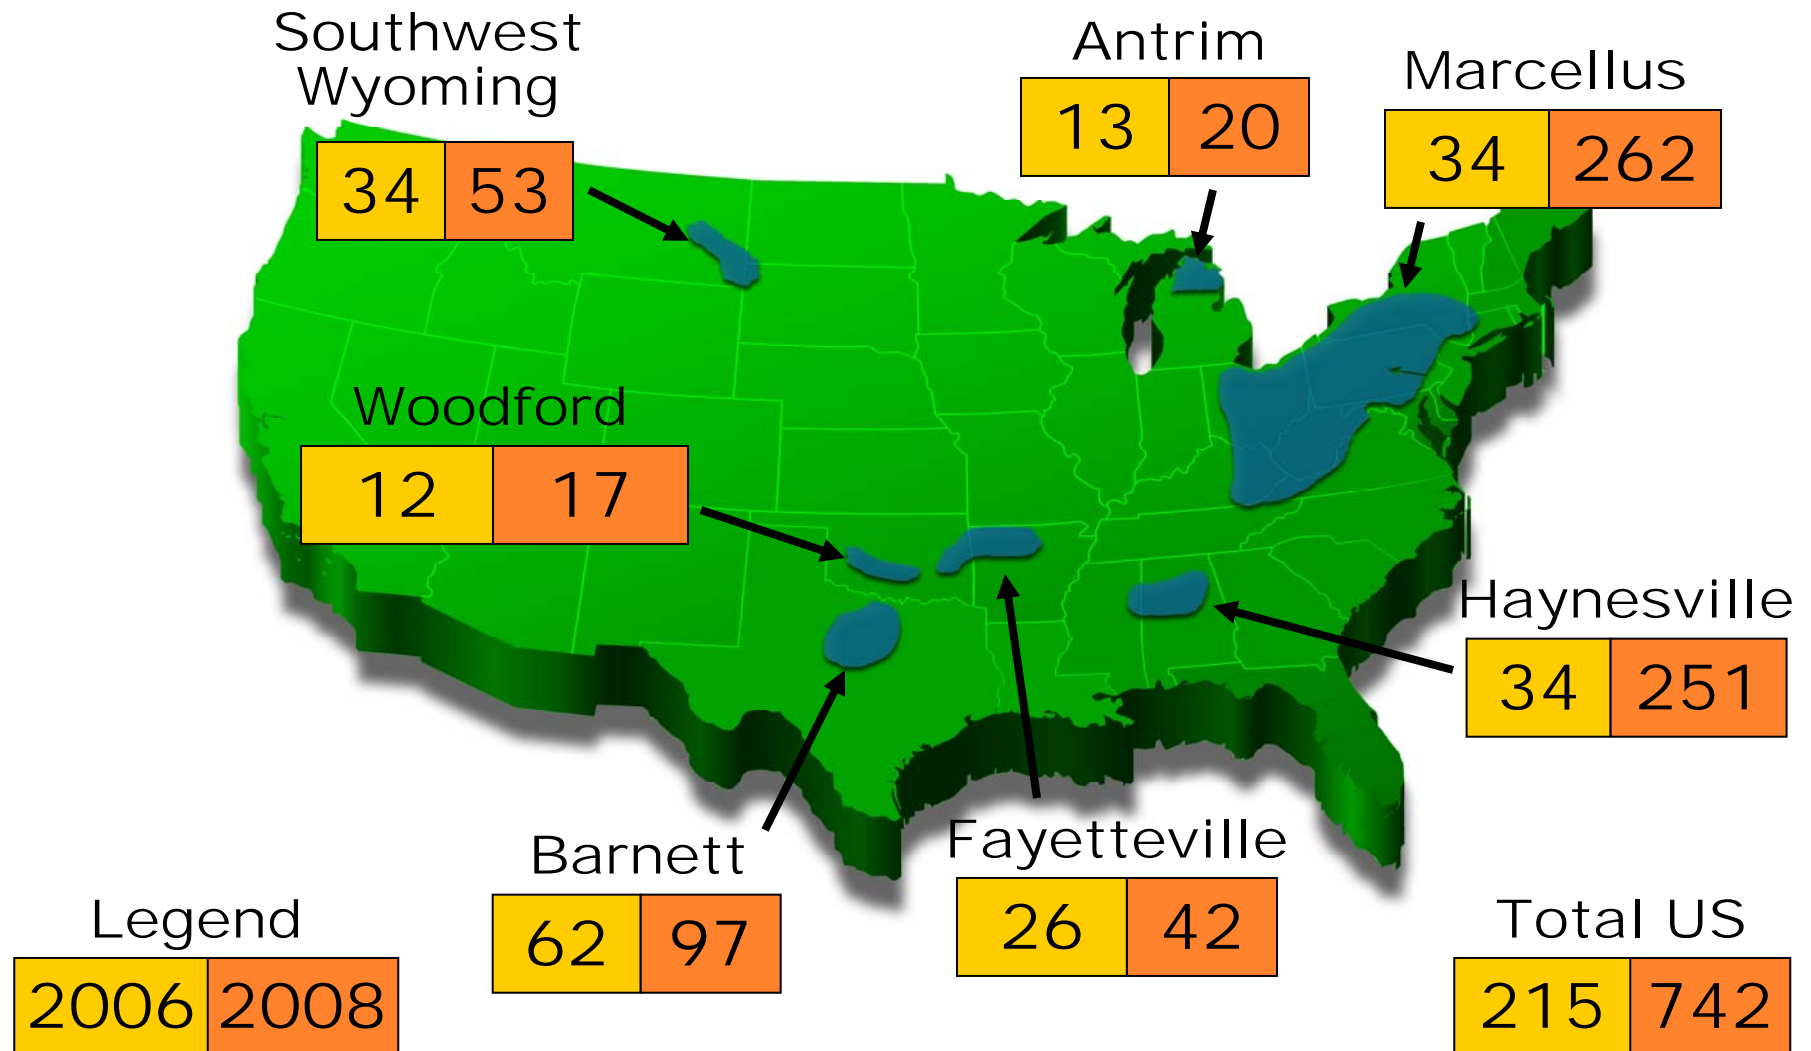 Southwest
Wyoming
34 53
Antrim
13 20
Marcellus
34 262
Woodford
12 17
Haynesville
34 251
Barnett
62 97
Fayetteville
26 42
Legend
2006 2008
Total US
215 742